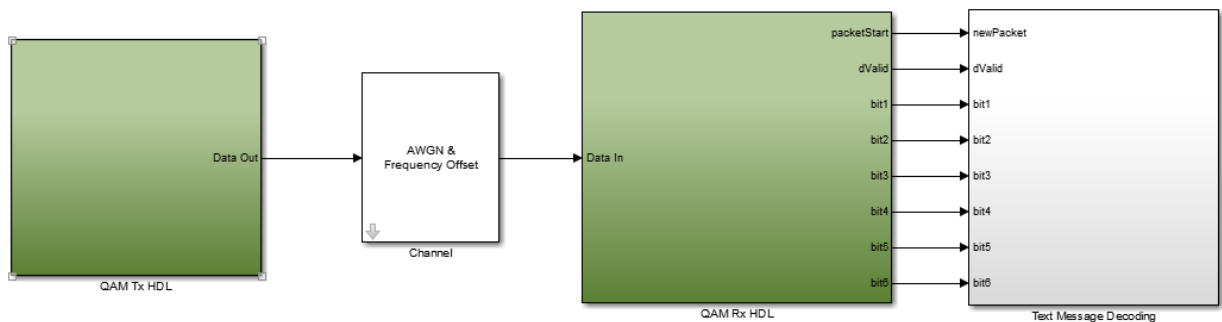 Data Out
QAM Tx HDL
AWGN &
Frequency Offset
Channel
Data In
packetStart
dValid
bit1
bit2
bit3
bit4
bit5
bit6
QAM Rx HDL
newPacket
dValid
bit1
bit2
bit3
bit4
bit5
bit6
Text Message Decoding